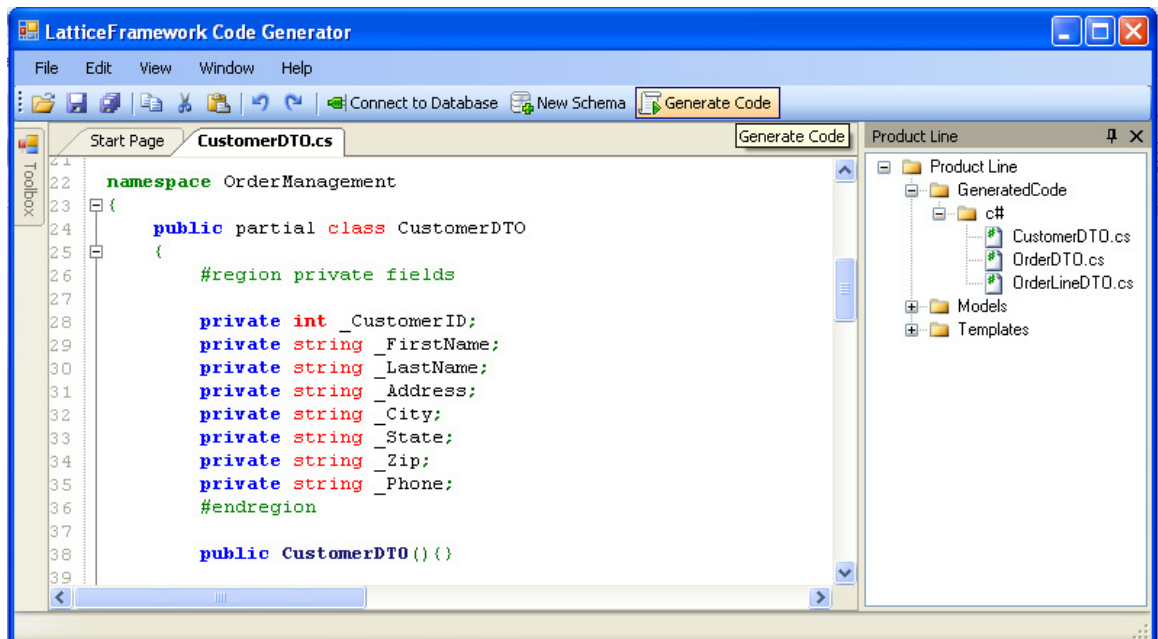 LatticeFramework Code Generator
File Edit View Window Help
Connect to Database New Schema Generate Code
Start Page CustomerDTO.cs
Generate Code
Toolbox
21
22 namespace OrderManagement
23 {
24 public partial class CustomerDTO
25 {
26 #region private fields
27
28 private int _CustomerID;
29 private string _FirstName;
30 private string _LastName;
31 private string _Address;
32 private string _City;
33 private string _State;
34 private string _Zip;
35 private string _Phone;
36 #endregion
37
38 public CustomerDTO(){}
39
Product Line
Product Line
GeneratedCode
c#
CustomerDTO.cs
OrderDTO.cs
OrderLineDTO.cs
Models
Templates